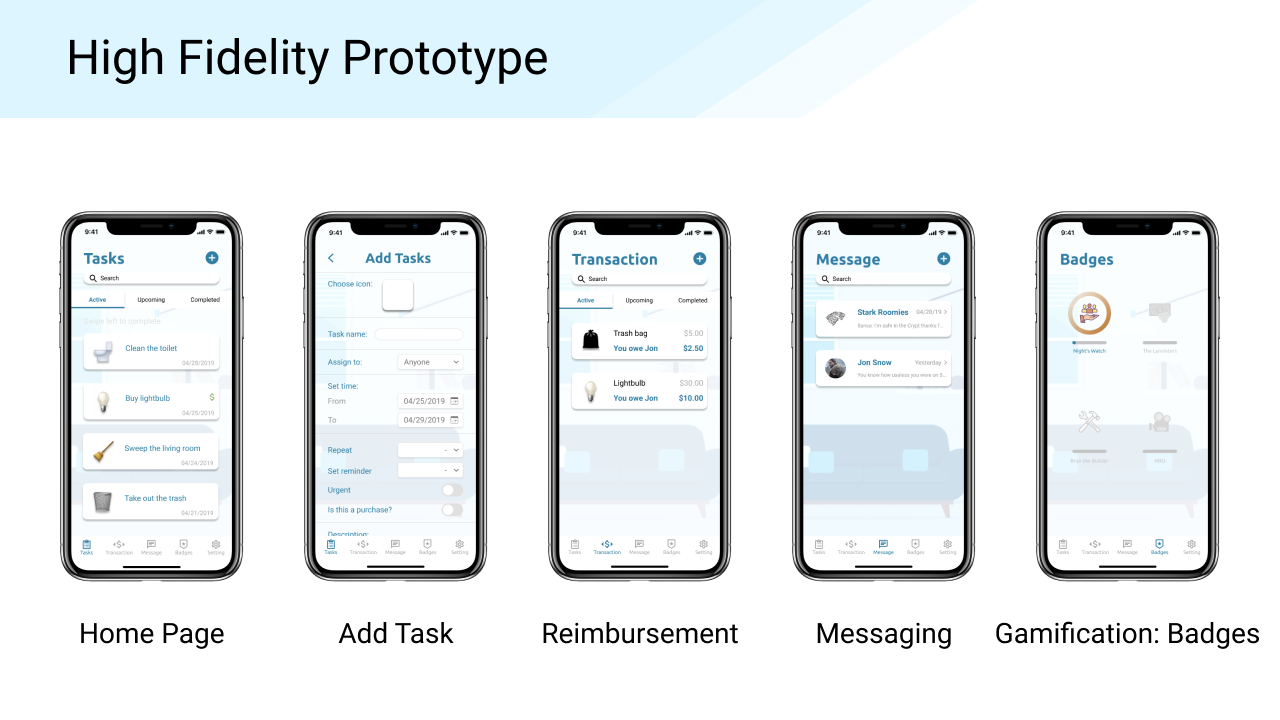 High Fidelity Prototype
9:41
Tasks
Search
Active Upcoming Completed
Swipe left to complete
Clean the toilet
04/28/2019
Buy lightbulb $
04/25/2019
Sweep the living room
04/24/2019
Take out the trash
04/21/2019
Tasks Transaction Message Badges Setting
Home Page
9:41
Add Tasks
Choose icon:
Task name:
Assign to: Anyone
Set time:
From 04/25/2019
To 04/29/2019
Repeat -
Set reminder -
Urgent
Is this a purchase?
Description:
Tasks Transaction Message Badges Setting
Add Task
9:41
Transaction
Search
Active Upcoming Completed
Trash bag $5.00
You owe Jon $2.50
Lightbulb $30.00
You owe Jon $10.00
Tasks Transaction Message Badges Setting
Reimbursement
9:41
Message
Search
Stark Roomies 04/20/19 >
Sansa: I'm safe in the Crypt thanks f...
Jon Snow Yesterday >
You know how useless you were on S...
Tasks Transaction Message Badges Setting
Messaging
9:41
Badges
Night's Watch The Lannisters
Bran the Builder
Tasks Transaction Message Badges Setting
Gamification: Badges